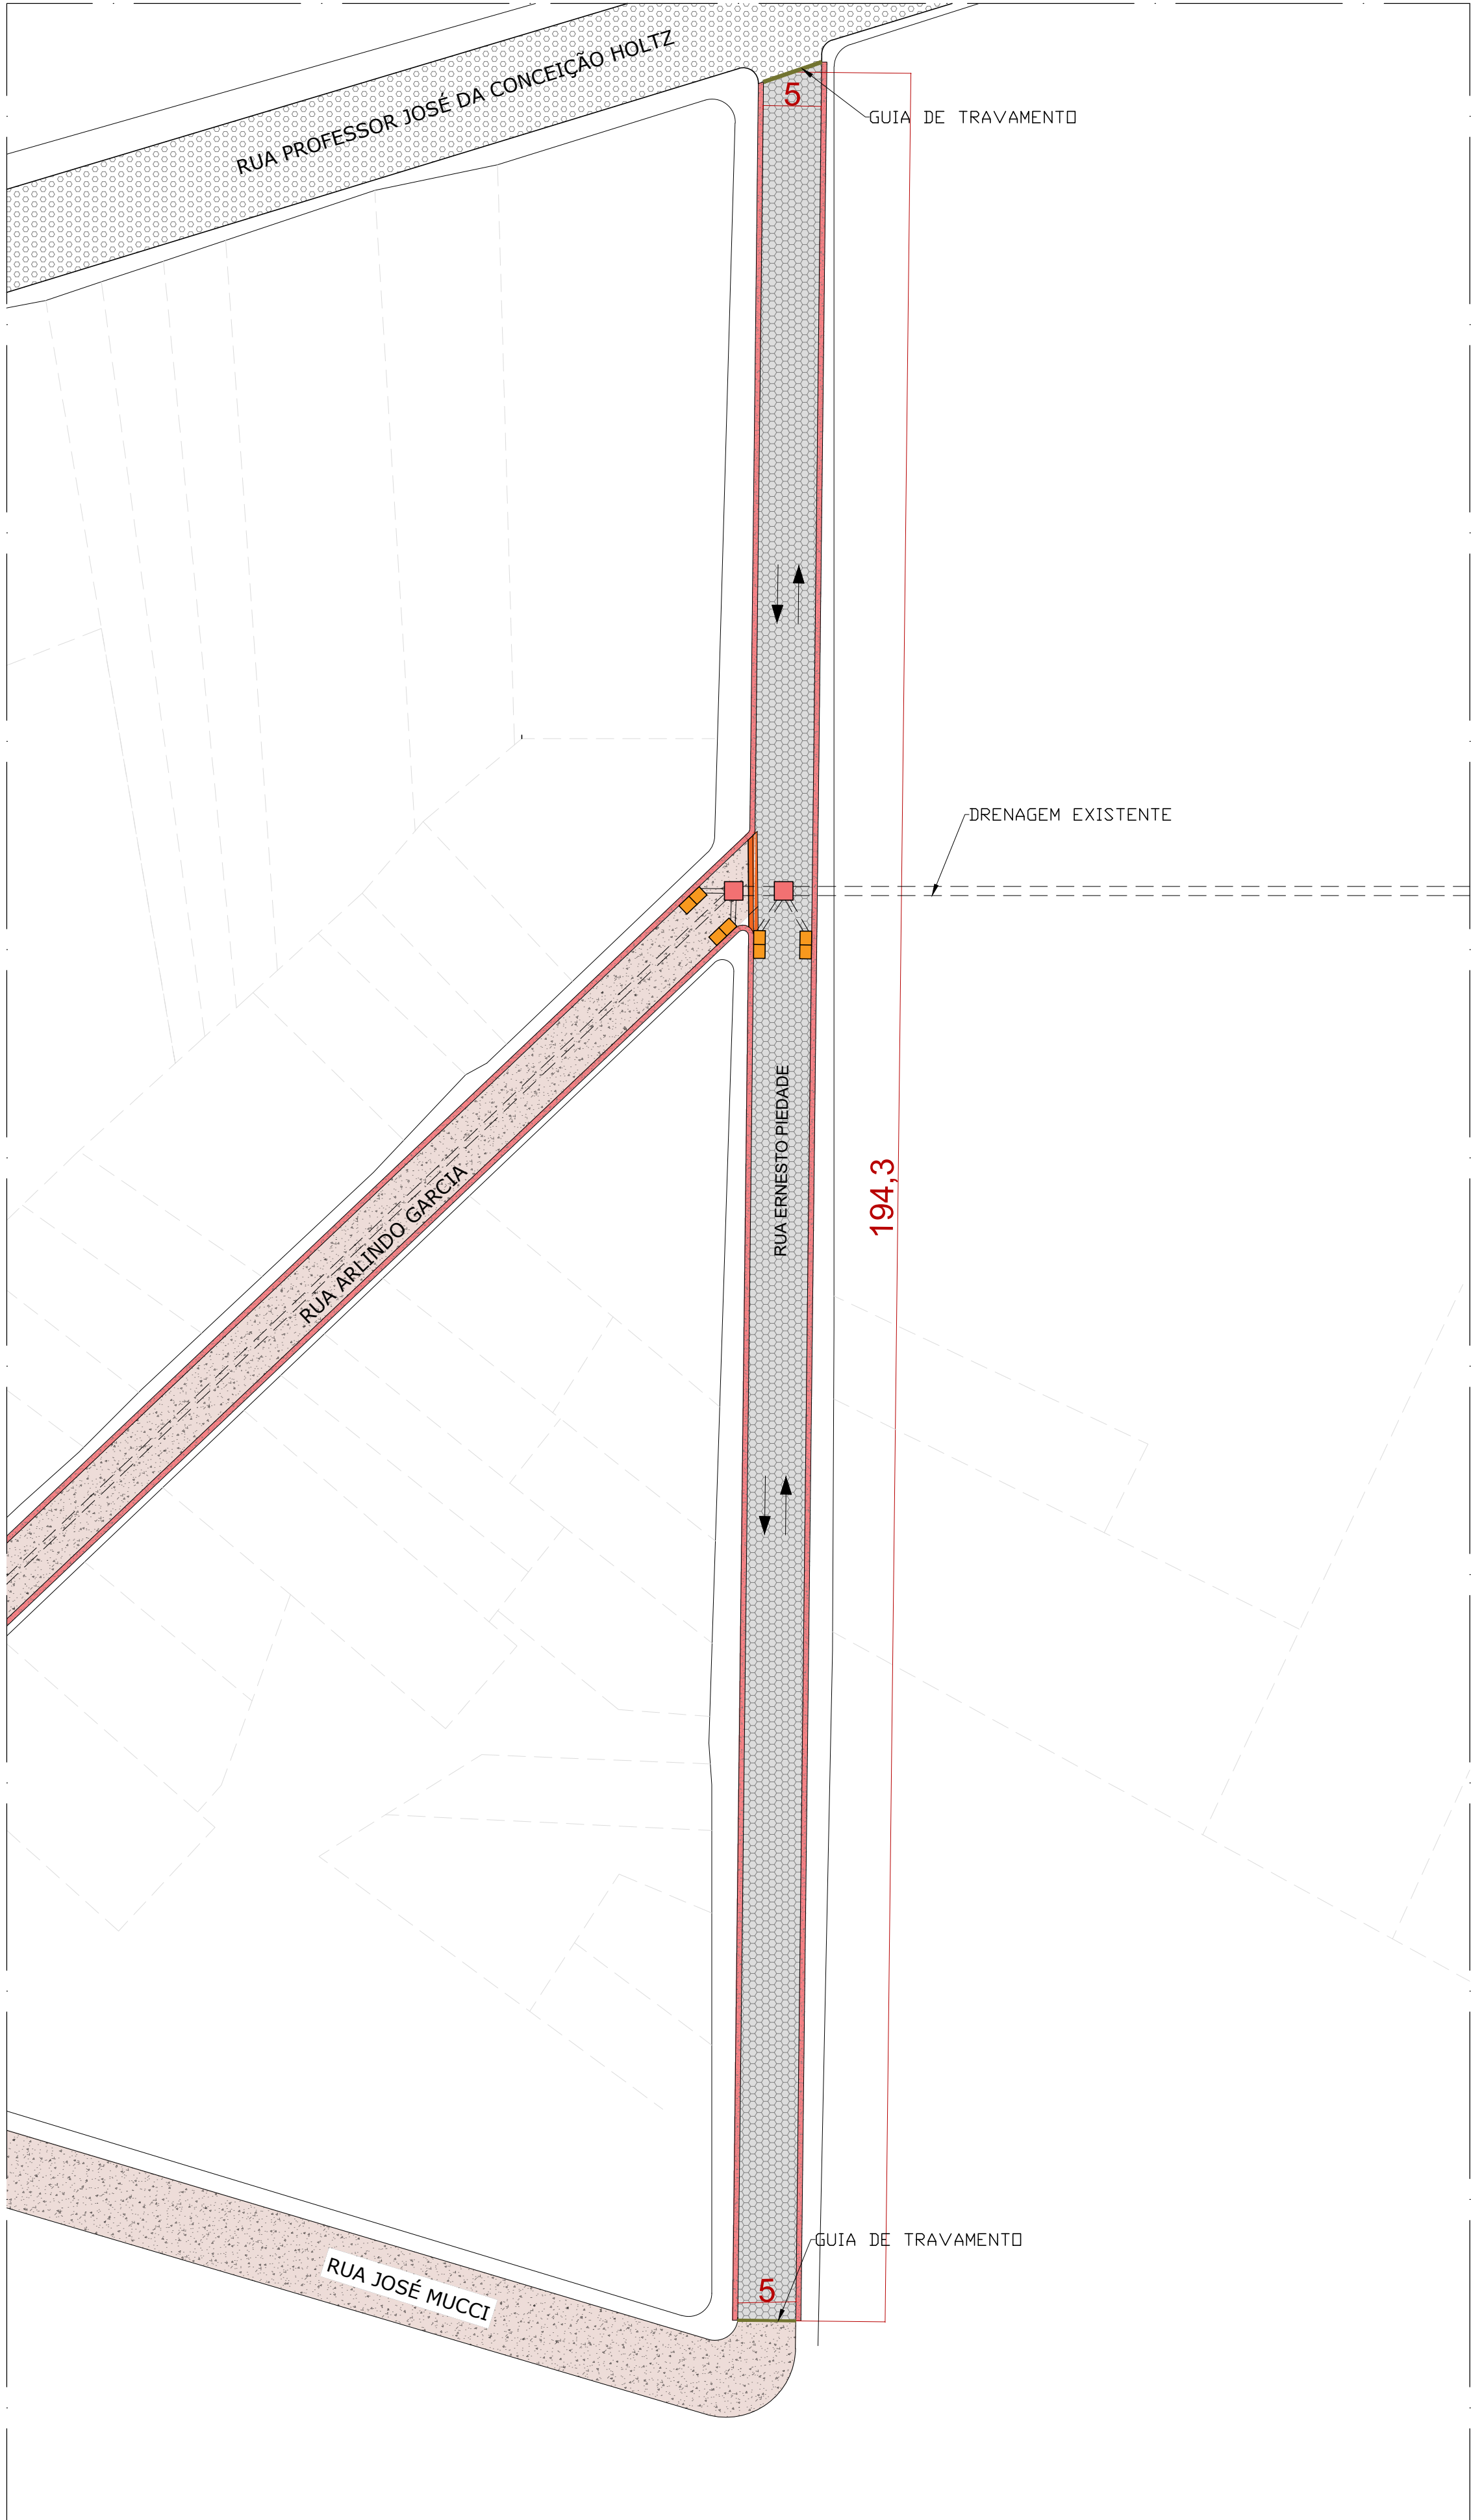 RUA PROFESSOR JOSÉ DA CONCEIÇÃO HOLTZ
5
GUIA DE TRAVAMENTO
DRENAGEM EXISTENTE
RUA ERNESTO PIEDADE
194,3
RUA ARLINDO GARCIA
GUIA DE TRAVAMENTO
5
RUA JOSÉ MUCCI